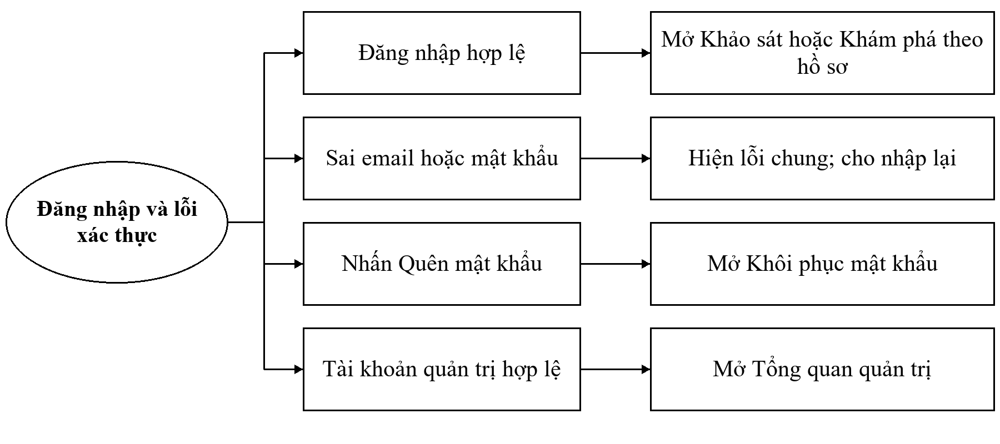 Đăng nhập và lỗi
xác thực
Đăng nhập hợp lệ
Mở Khảo sát hoặc Khám phá theo
hồ sơ
Sai email hoặc mật khẩu
Hiện lỗi chung; cho nhập lại
Nhấn Quên mật khẩu
Mở Khôi phục mật khẩu
Tài khoản quản trị hợp lệ
Mở Tổng quan quản trị